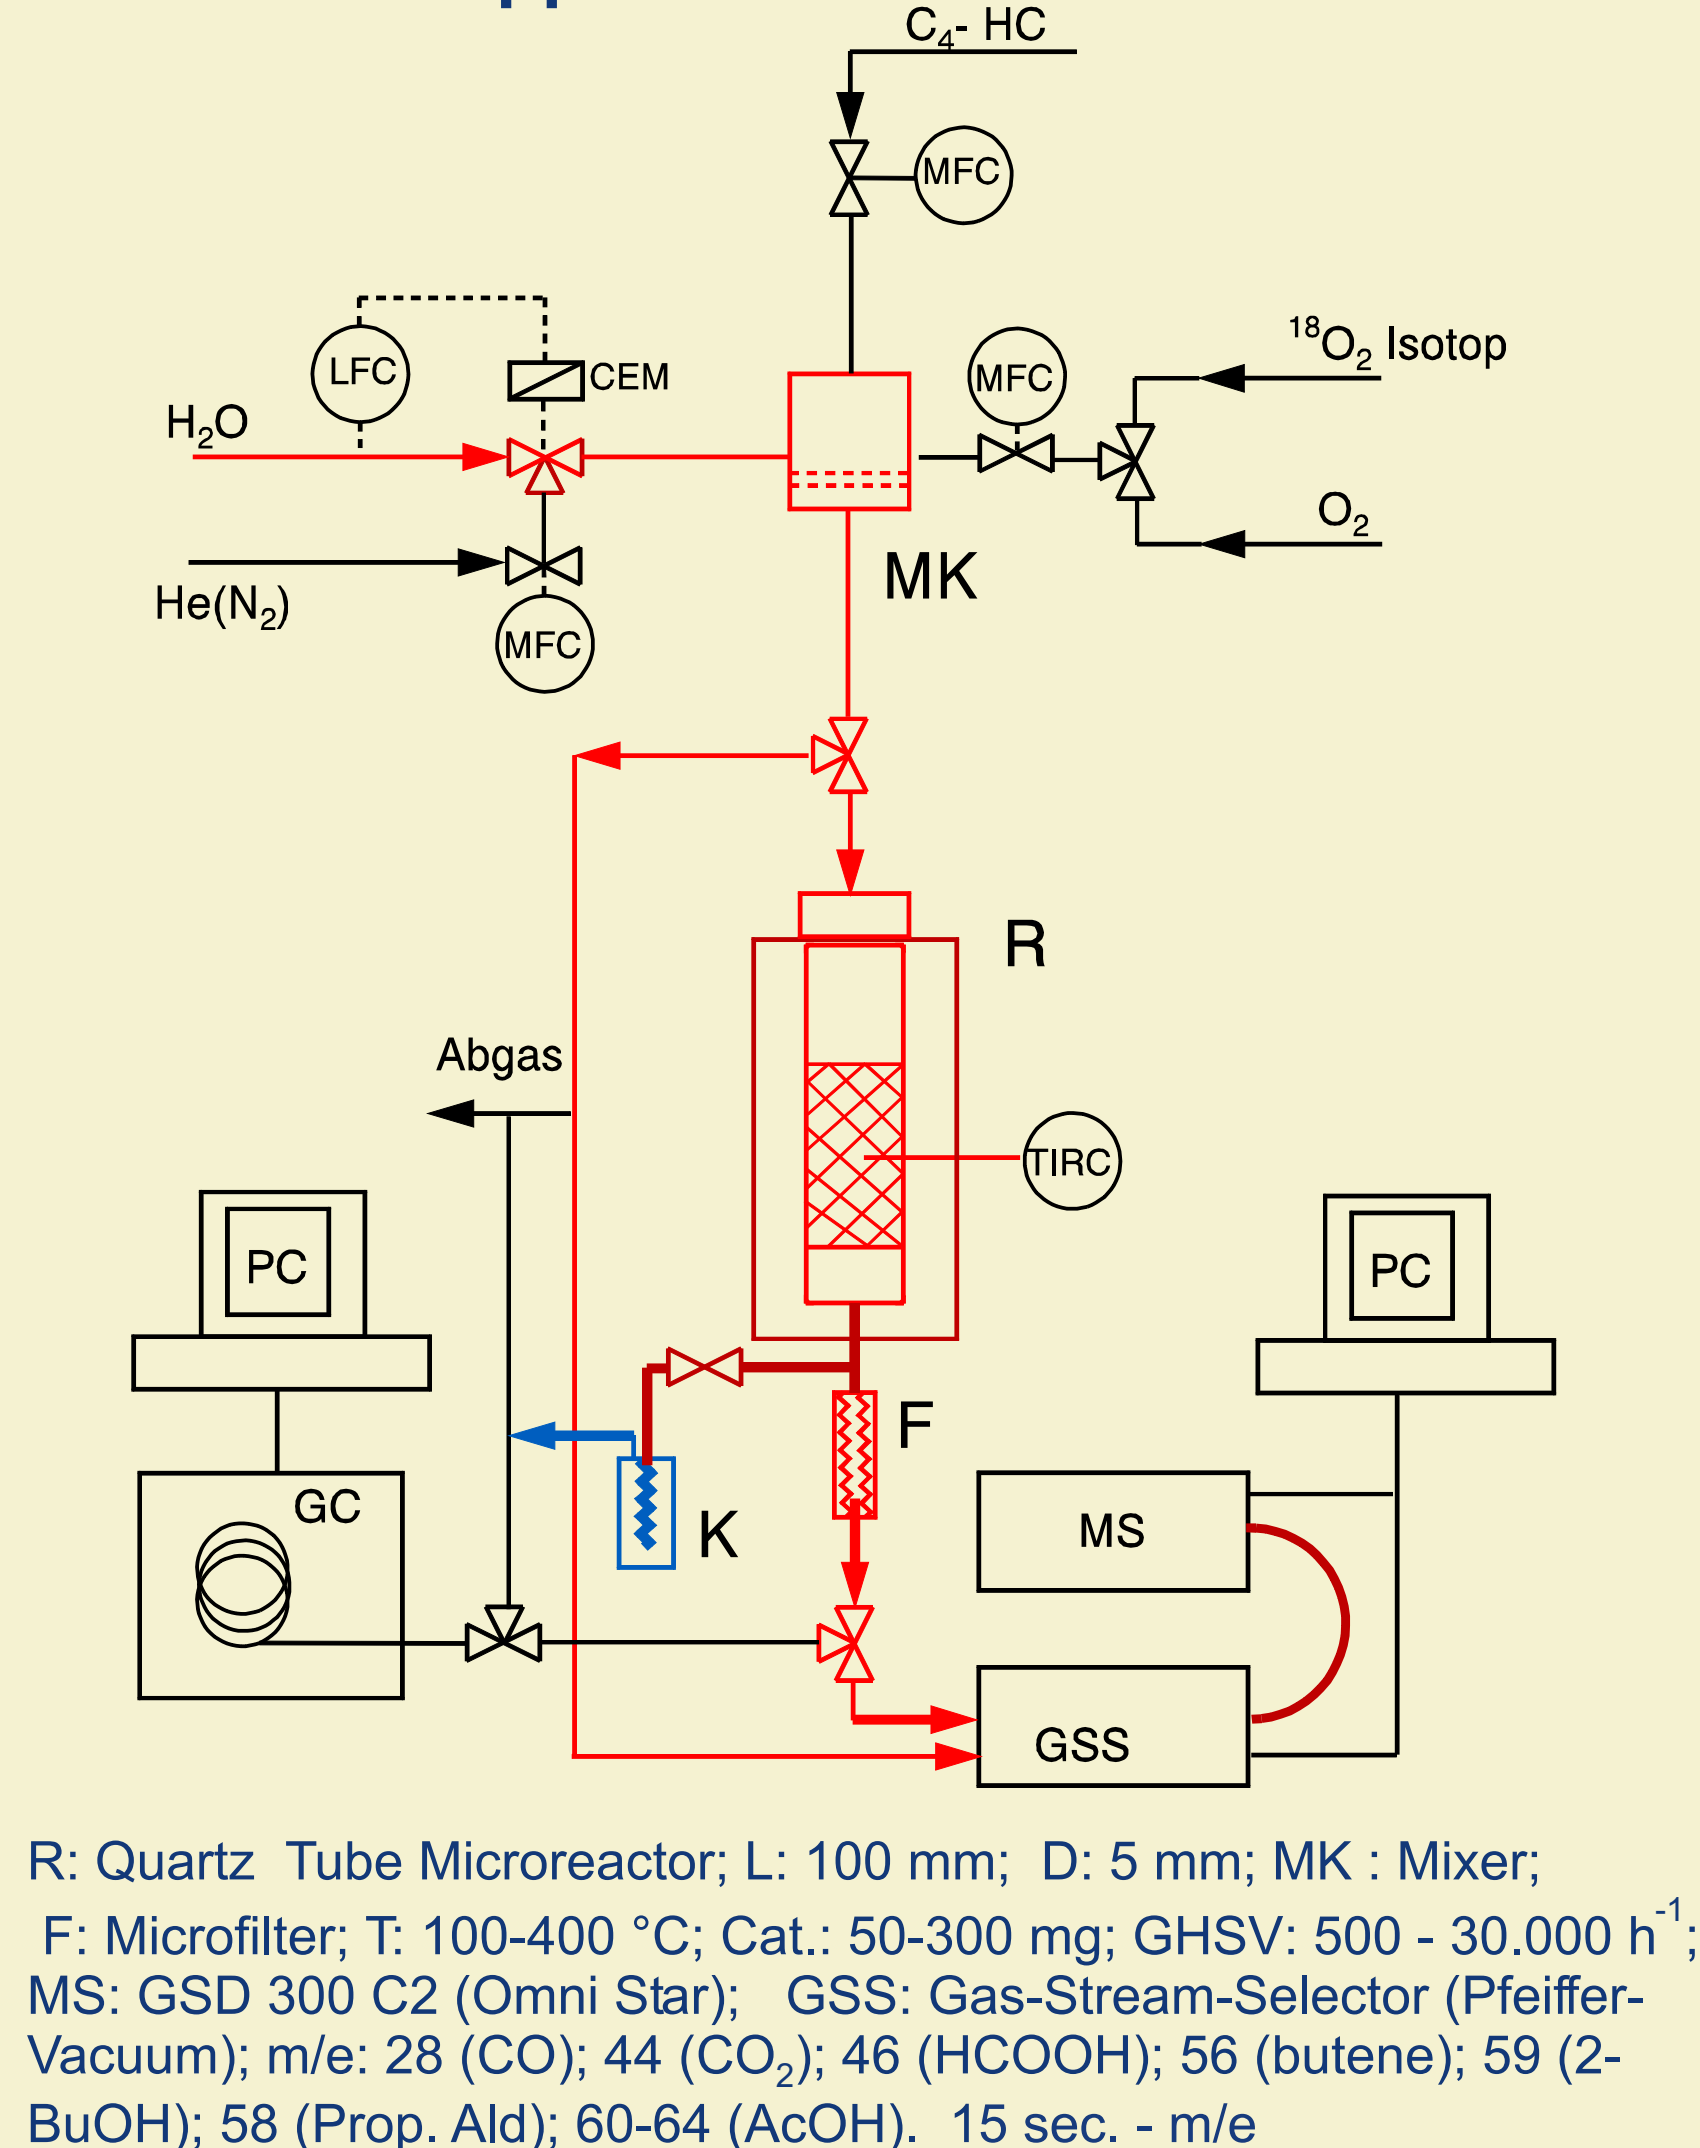 C₄- HC
MFC
¹⁸O₂ Isotop
MFC
LFC
CEM
H₂O
O₂
MK
He(N₂)
MFC
R
Abgas
TIRC
PC
PC
F
GC
K
MS
GSS
R: Quartz Tube Microreactor; L: 100 mm; D: 5 mm; MK : Mixer;
F: Microfilter; T: 100-400 °C; Cat.: 50-300 mg; GHSV: 500 - 30.000 h⁻¹;
MS: GSD 300 C2 (Omni Star); GSS: Gas-Stream-Selector (Pfeiffer-
Vacuum); m/e: 28 (CO); 44 (CO₂); 46 (HCOOH); 56 (butene); 59 (2-
BuOH); 58 (Prop. Ald); 60-64 (AcOH). 15 sec. - m/e